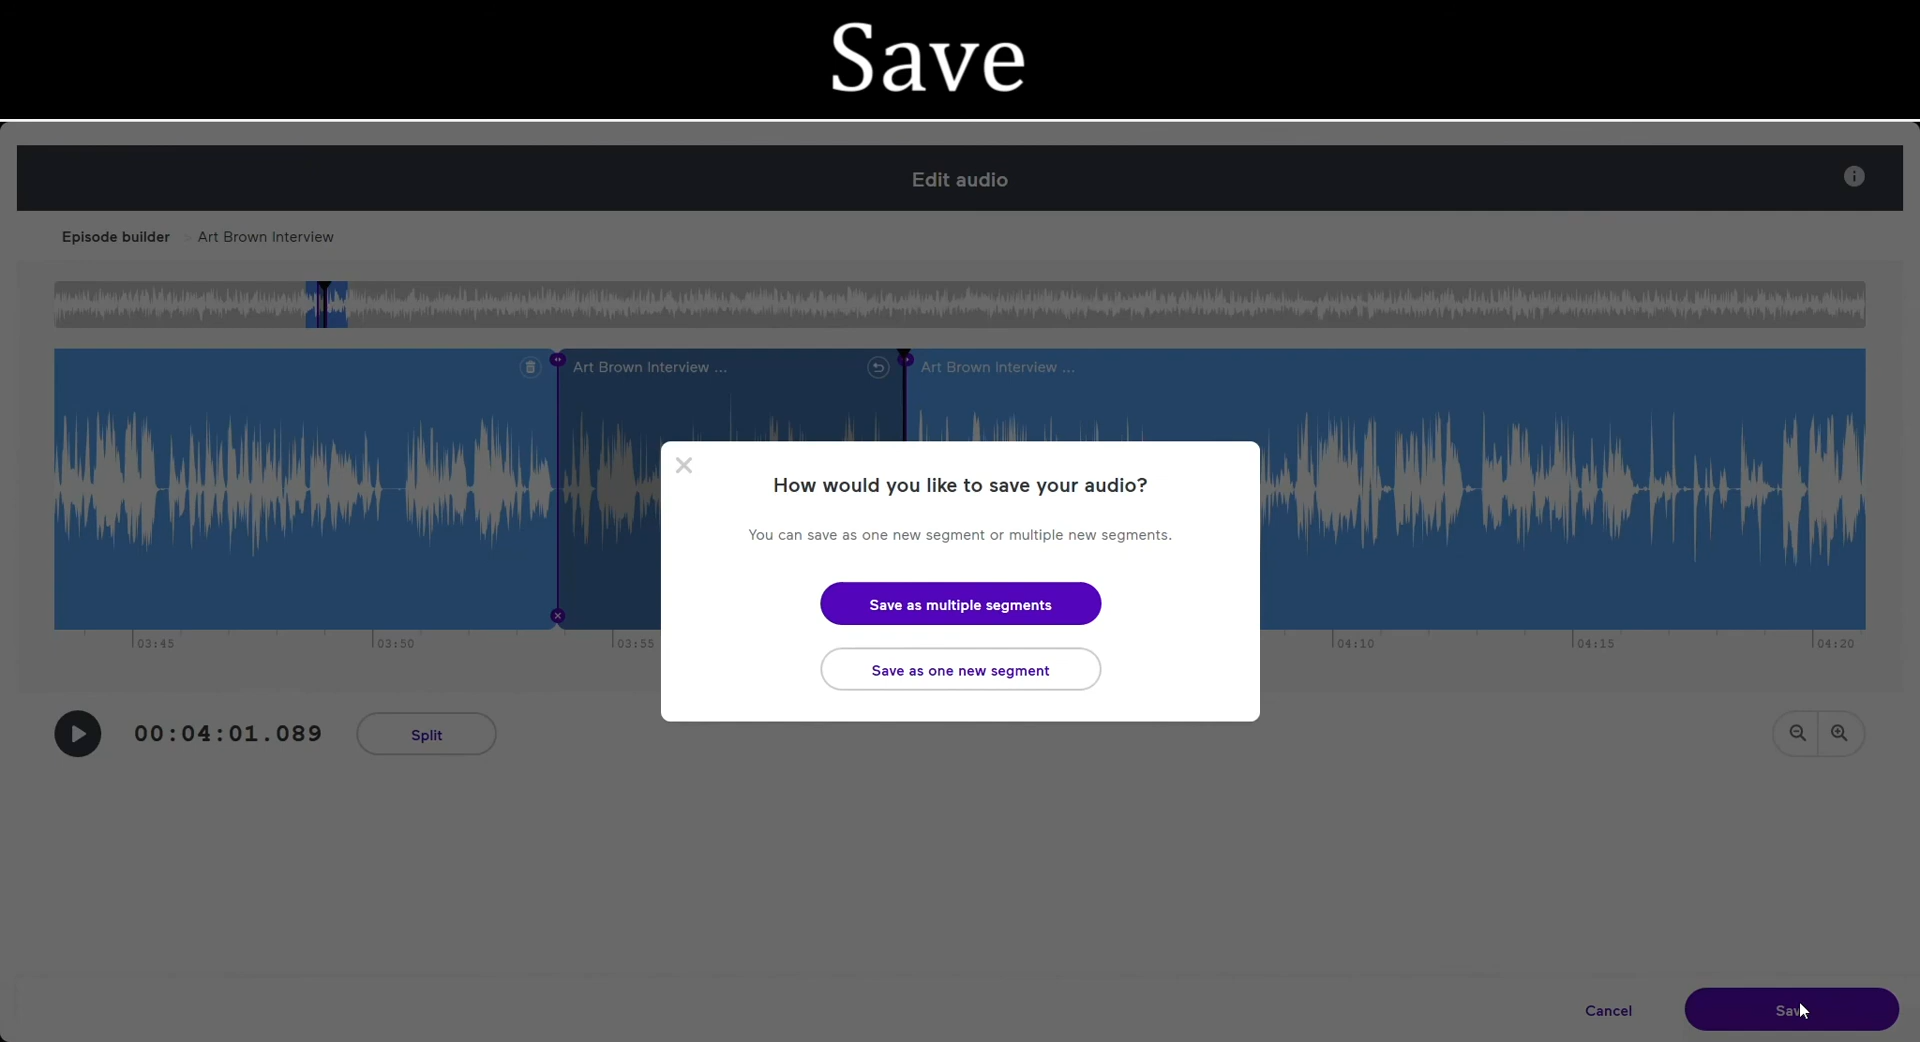 Save
Edit audio
Episode builder > Art Brown Interview
Art Brown Interview ...
Art Brown Interview ...
How would you like to save your audio?
You can save as one new segment or multiple new segments.
Save as multiple segments
Save as one new segment
03:45
03:50
03:55
04:10
04:15
04:20
00:04:01.089
Split
Cancel